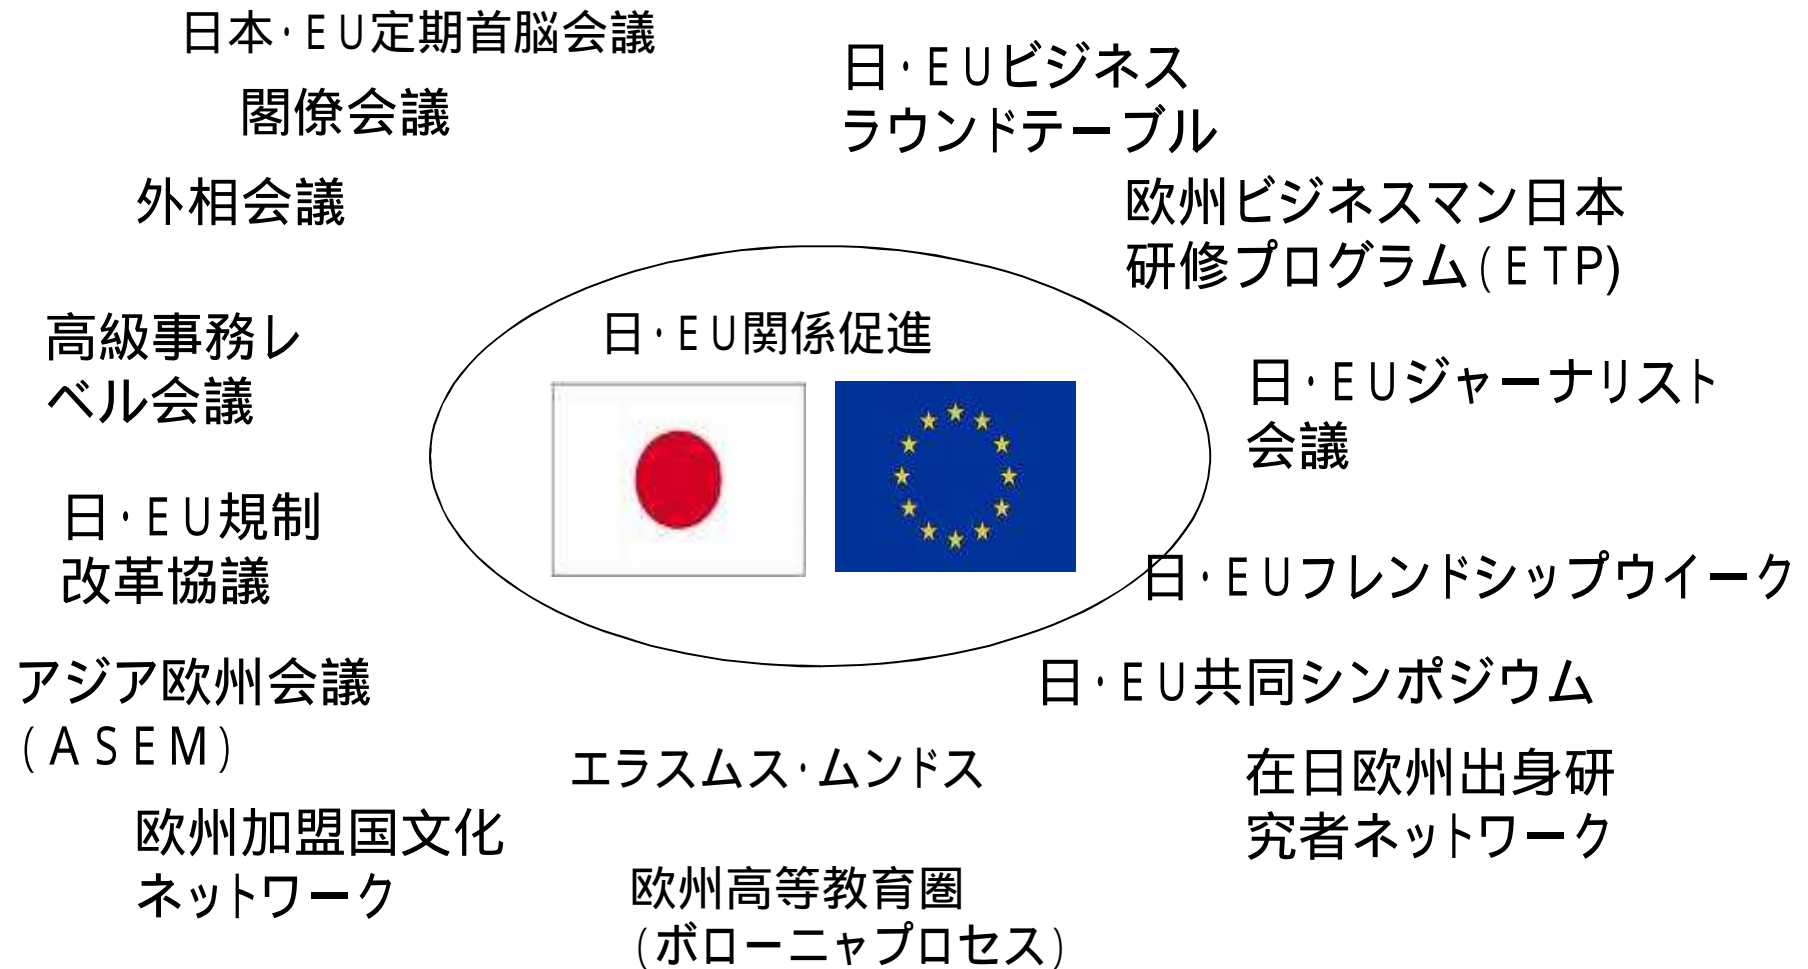 日本・EU定期首脳会議
閣僚会議
外相会議
高級事務レ
ベル会議
日・EU規制
改革協議
アジア欧州会議
(ASEM)
欧州加盟国文化
ネットワーク
日・EU関係促進
エラスムス・ムンドス
欧州高等教育圏
(ボローニャプロセス)
日・EUビジネス
ラウンドテーブル
欧州ビジネスマン日本
研修プログラム(ETP)
日・EUジャーナリスト
会議
日・EUフレンドシップウイーク
日・EU共同シンポジウム
在日欧州出身研
究者ネットワーク